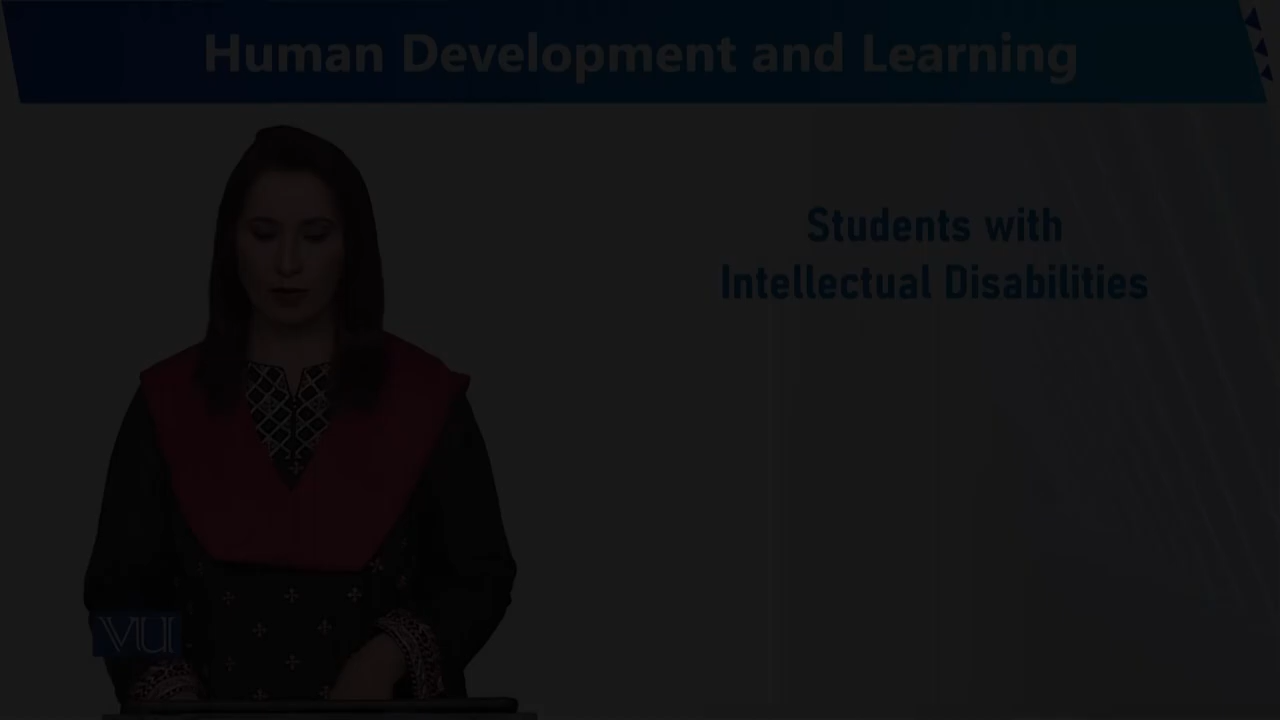 Human Development and Learning
Students with
Intellectual Disabilities
VU